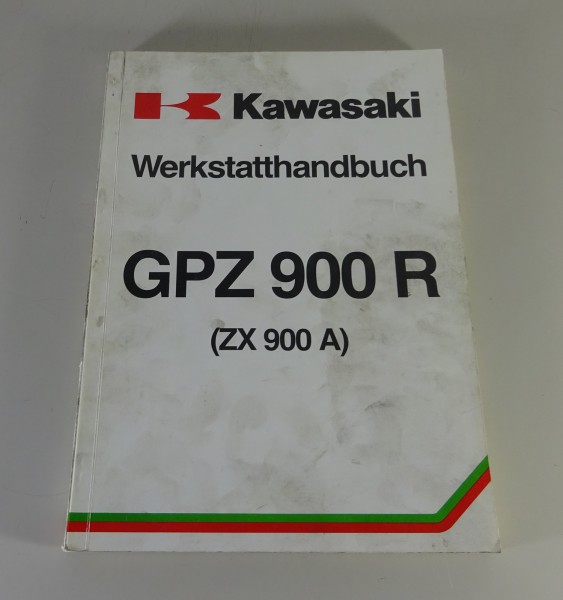 Kawasaki
Werkstatthandbuch
GPZ 900 R
(ZX 900 A)